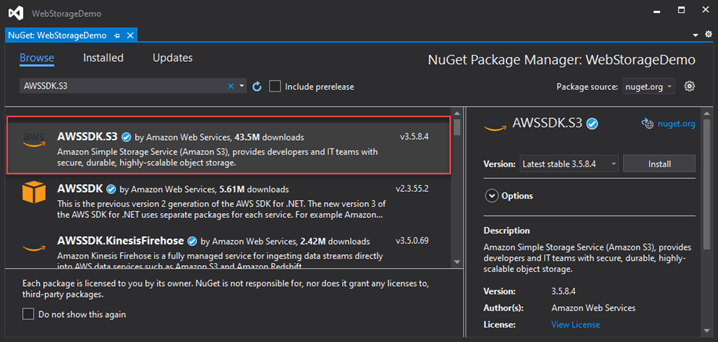 WebStorageDemo
NuGet: WebStorageDemo
Browse Installed Updates
NuGet Package Manager: WebStorageDemo
AWSSDK.S3
Include prerelease
Package source: nuget.org
aws
AWSSDK.S3 by Amazon Web Services, 43.5M downloads v3.5.8.4
Amazon Simple Storage Service (Amazon S3), provides developers and IT teams with
secure, durable, highly-scalable object storage.
AWSSDK by Amazon Web Services, 5.61M downloads v2.3.55.2
This is the previous version 2 generation of the AWS SDK for .NET. The new version 3 of
the AWS SDK for .NET uses separate packages for each service. For example Amazon...
AWSSDK.KinesisFirehose by Amazon Web Services, 2.42M downloads v3.5.0.69
Amazon Kinesis Firehose is a fully managed service for ingesting data streams directly
into AWS data services such as Amazon S3 and Amazon Redshift.
Each package is licensed to you by its owner. NuGet is not responsible for, nor does it grant any licenses to,
third-party packages.
Do not show this again
AWSSDK.S3 nuget.org
Version: Latest stable 3.5.8.4 Install
Options
Description
Amazon Simple Storage Service (Amazon S3), provides
developers and IT teams with secure, durable, highly-
scalable object storage.
Version: 3.5.8.4
Author(s): Amazon Web Services
License: View License